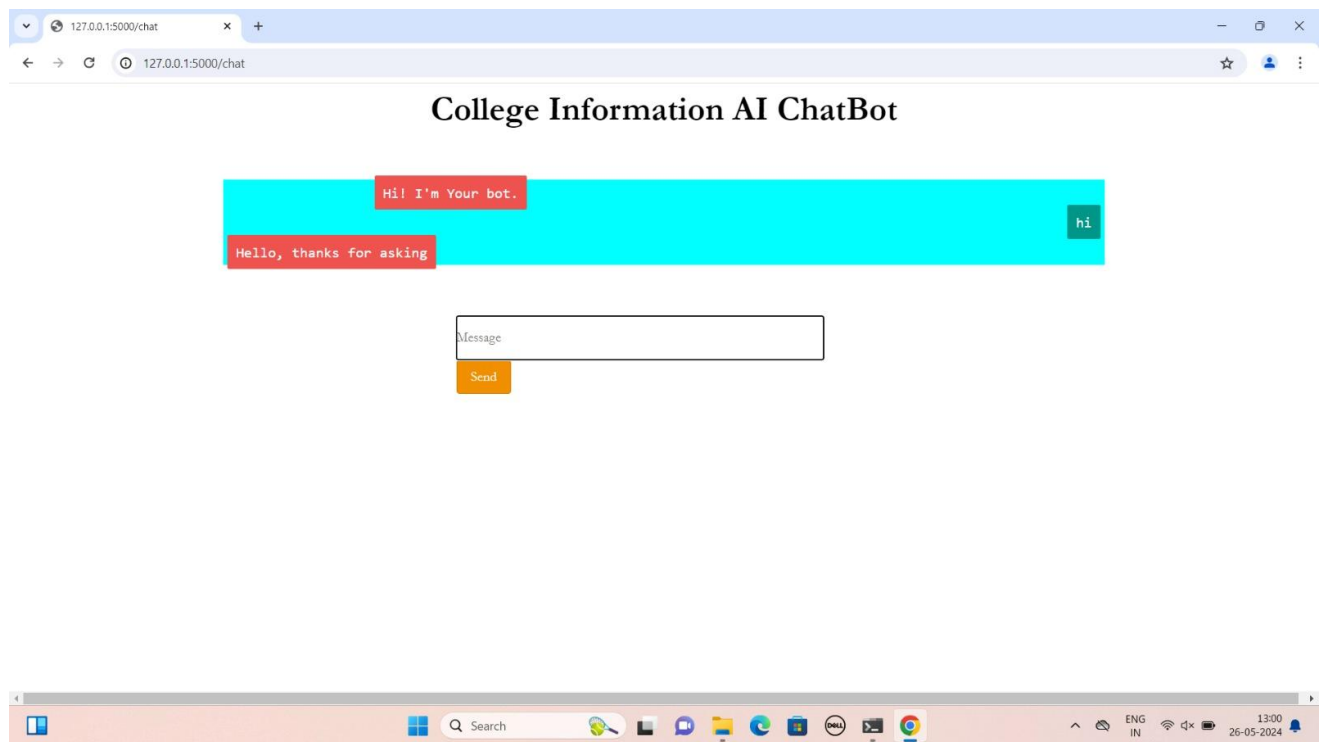 127.0.0.1:5000/chat
127.0.0.1:5000/chat
College Information AI ChatBot
Hi! I'm Your bot.
hi
Hello, thanks for asking
Message
Send
Search
DELL
ENG
IN
13:00
26-05-2024